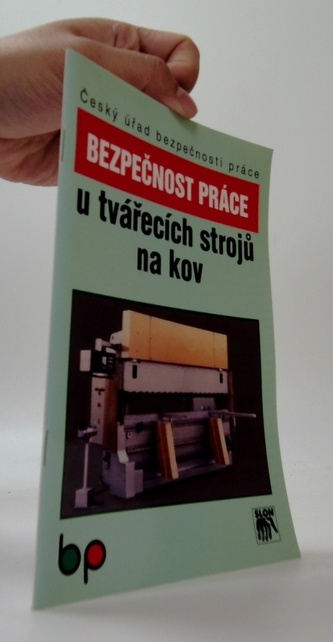 Český úřad bezpečnosti práce
BEZPEČNOST PRÁCE
u tvářecích strojů
na kov
bp
SLON